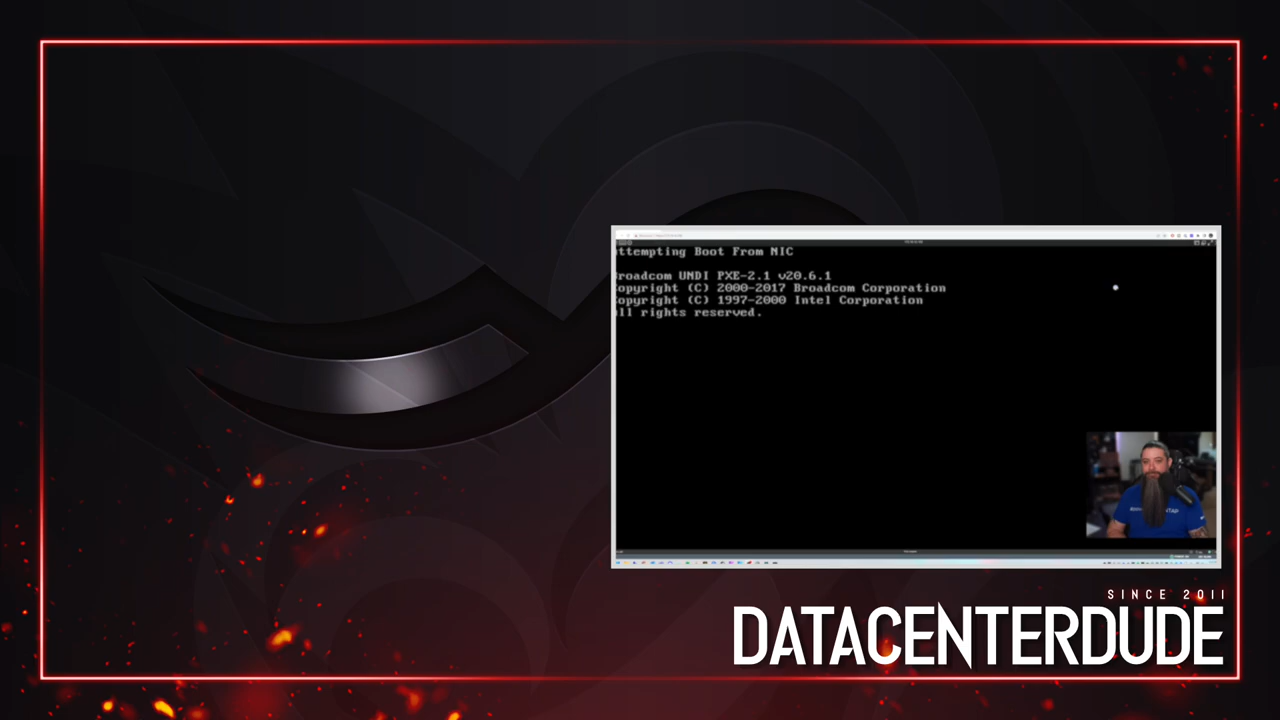 ttempting Boot From NIC
roadcom UNDI PXE-2.1 v20.6.1
opyright (C) 2000-2017 Broadcom Corporation
opyright (C) 1997-2000 Intel Corporation
ll rights reserved.
SINCE 2011
DATACENTERDUDE